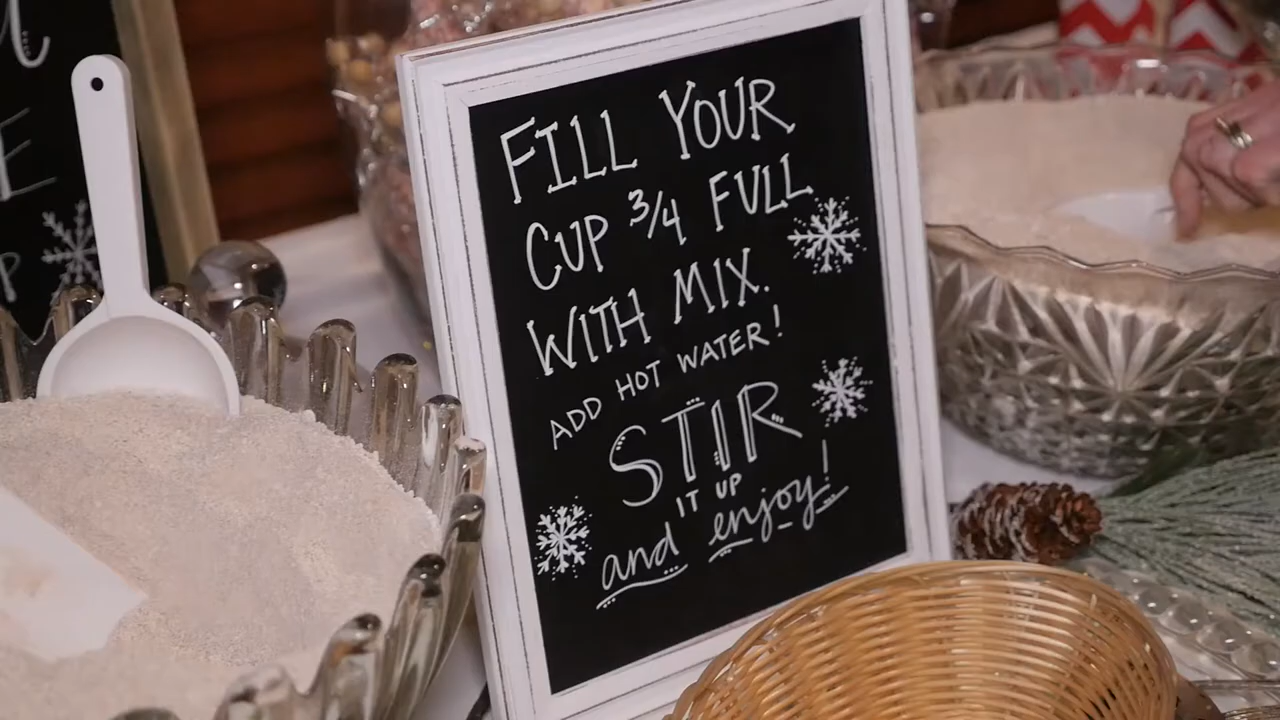 FILL YOUR
CUP 3/4 FULL
WITH MIX.
ADD HOT WATER!
STIR
IT UP
and enjoy!
E
P